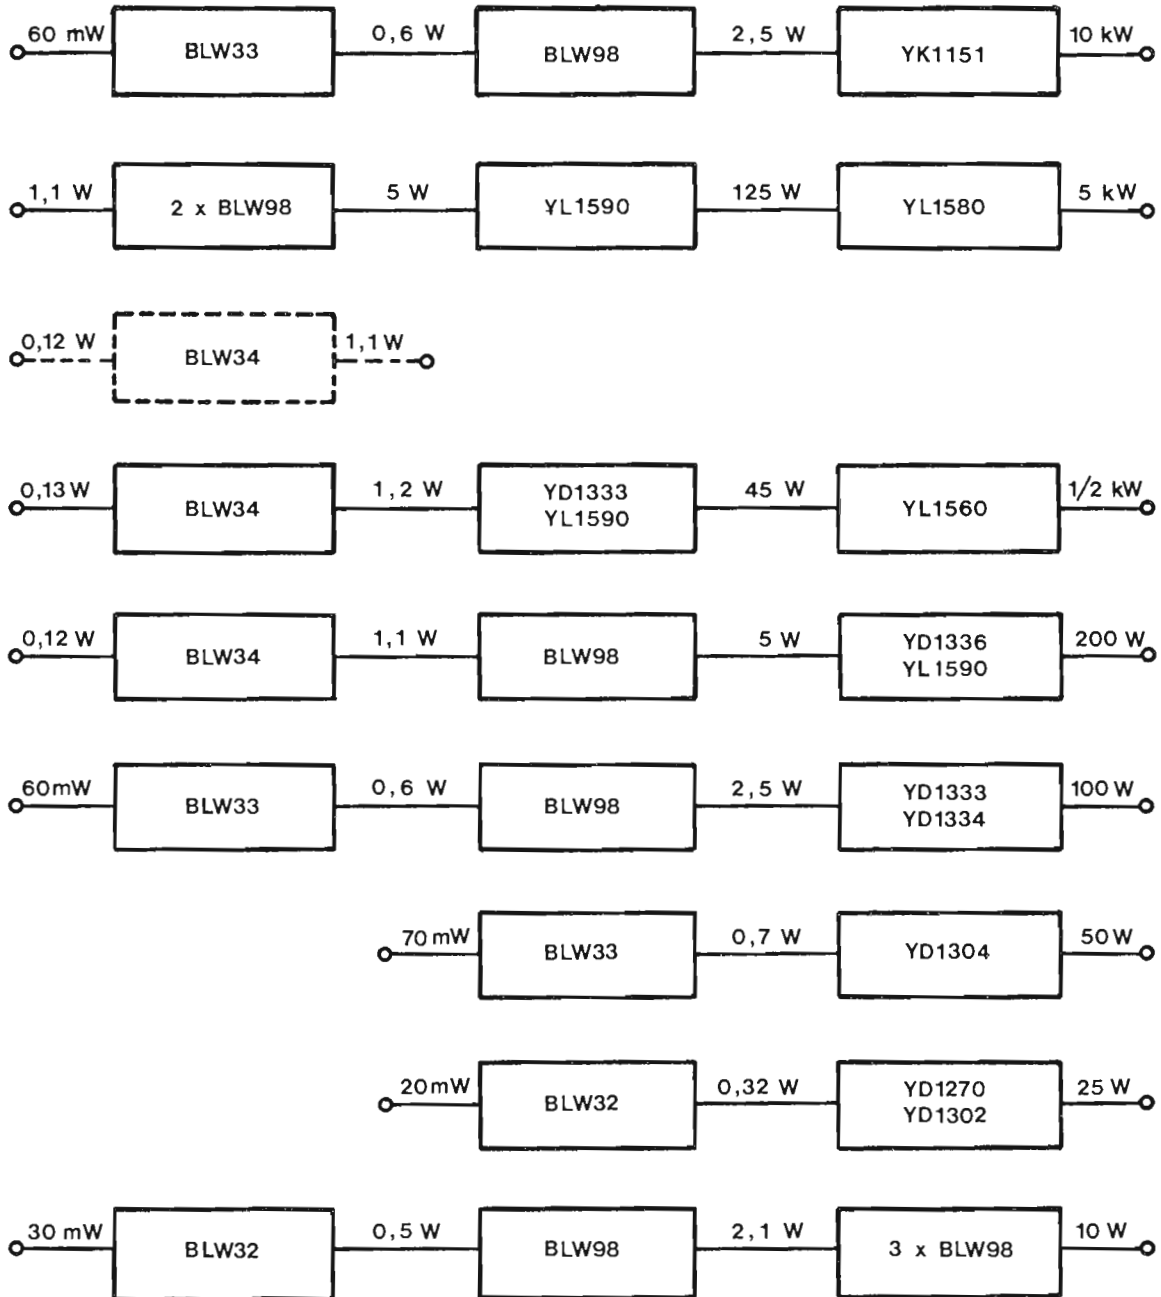 60 mW BLW33 0,6 W BLW98 2,5 W YK1151 10 kW
1,1 W 2 x BLW98 5 W YL1590 125 W YL1580 5 kW
0,12 W BLW34 1,1 W
0,13 W BLW34 1,2 W YD1333 45 W YL1560 1/2 kW
YL1590
0,12 W BLW34 1,1 W BLW98 5 W YD1336 200 W
YL1590
60 mW BLW33 0,6 W BLW98 2,5 W YD1333 100 W
YD1334
70 mW BLW33 0,7 W YD1304 50 W
20 mW BLW32 0,32 W YD1270 25 W
YD1302
30 mW BLW32 0,5 W BLW98 2,1 W 3 x BLW98 10 W